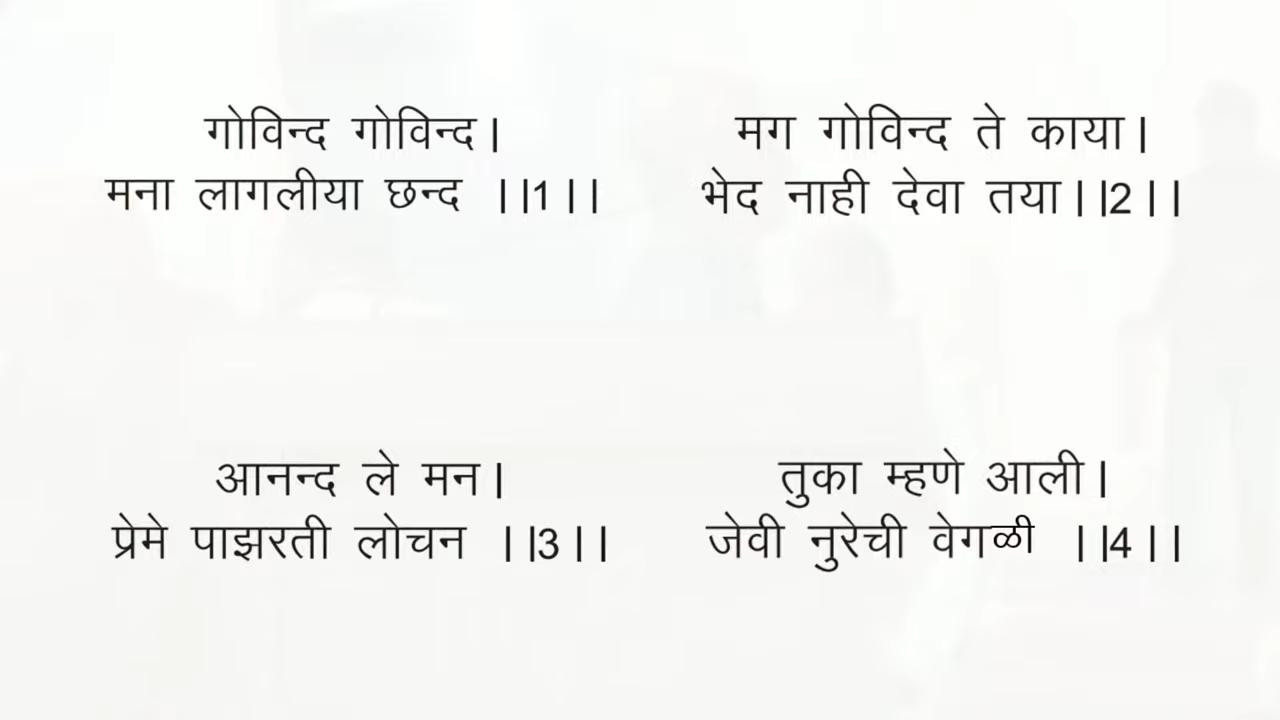 गोविन्द गोविन्द।
मना लागलीया छन्द ।।1।।
मग गोविन्द ते काया।
भेद नाही देवा तया।।2।।
आनन्द ले मन।
प्रेमे पाझरती लोचन ।।3।।
तुका म्हणे आली।
जेवी नुरेची वेगळी ।।4।।